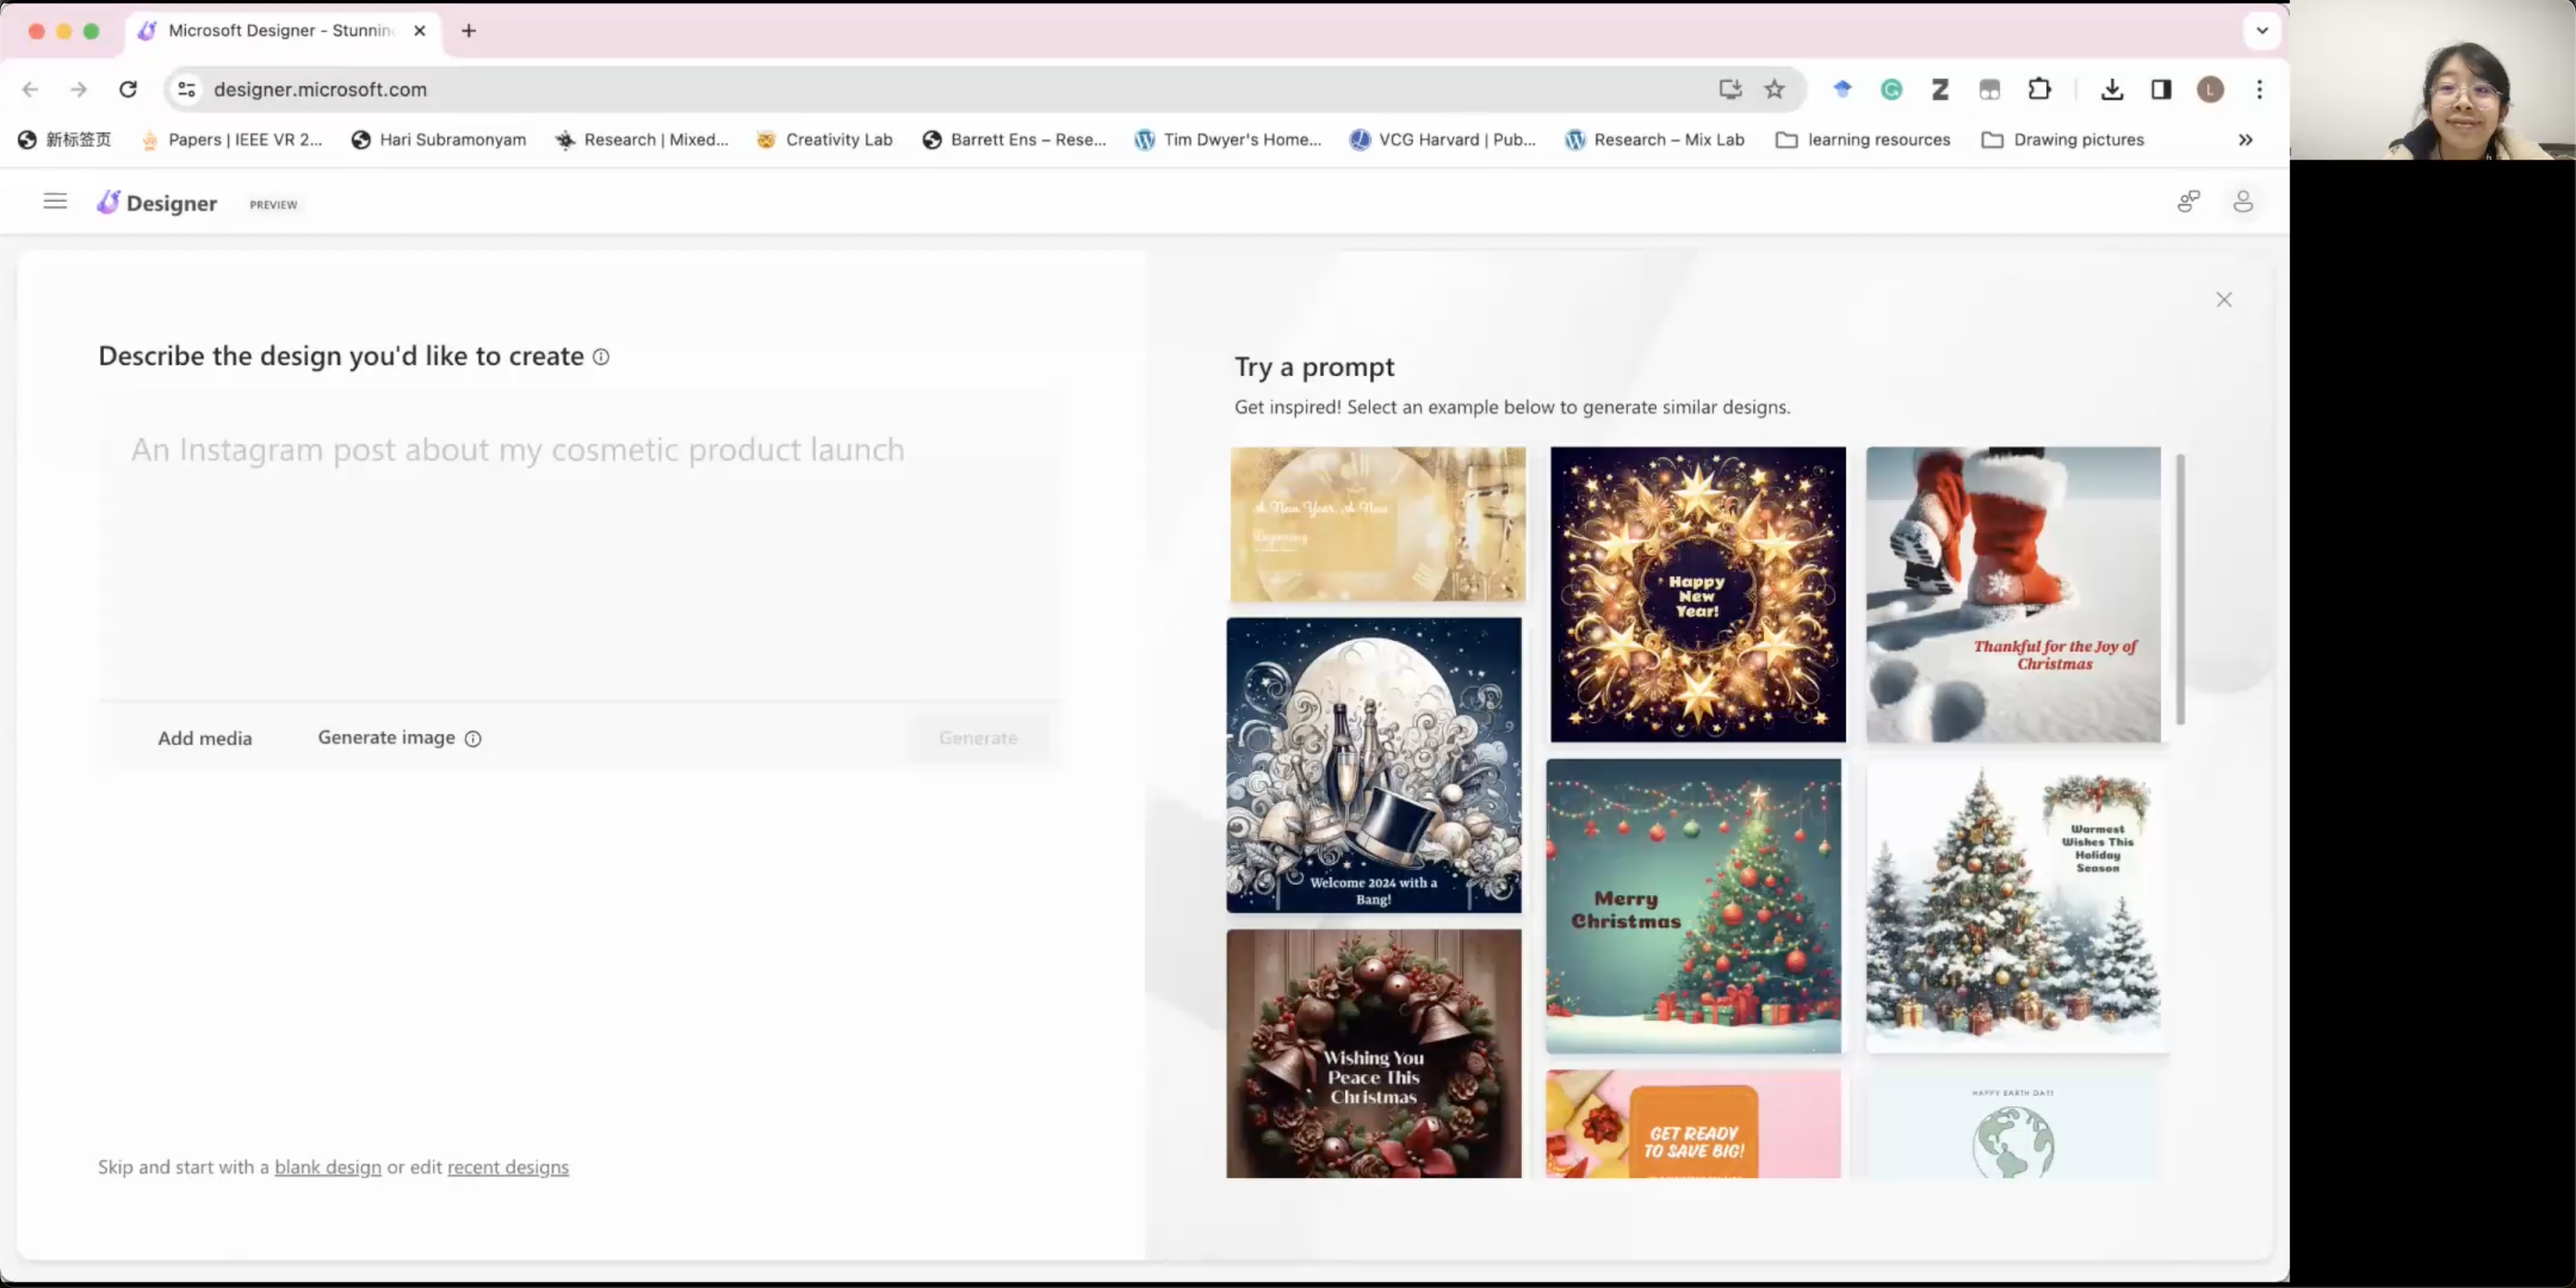 Microsoft Designer - Stunnin
designer.microsoft.com
L
新标签页
Papers | IEEE VR 2...
Hari Subramonyam
Research | Mixed...
Creativity Lab
Barrett Ens – Rese...
Tim Dwyer's Home...
VCG Harvard | Pub...
Research – Mix Lab
learning resources
Drawing pictures
Designer
PREVIEW
Describe the design you'd like to create
An Instagram post about my cosmetic product launch
Add media
Generate image
Generate
Skip and start with a blank design or edit recent designs
Try a prompt
Get inspired! Select an example below to generate similar designs.
A New Year, A New
Beginning
Happy
New
Year!
Thankful for the Joy of
Christmas
Welcome 2024 with a
Bang!
Merry
Christmas
Warmest
Wishes This
Holiday
Season
Wishing You
Peace This
Christmas
GET READY
TO SAVE BIG!
HAPPY EARTH DAY!